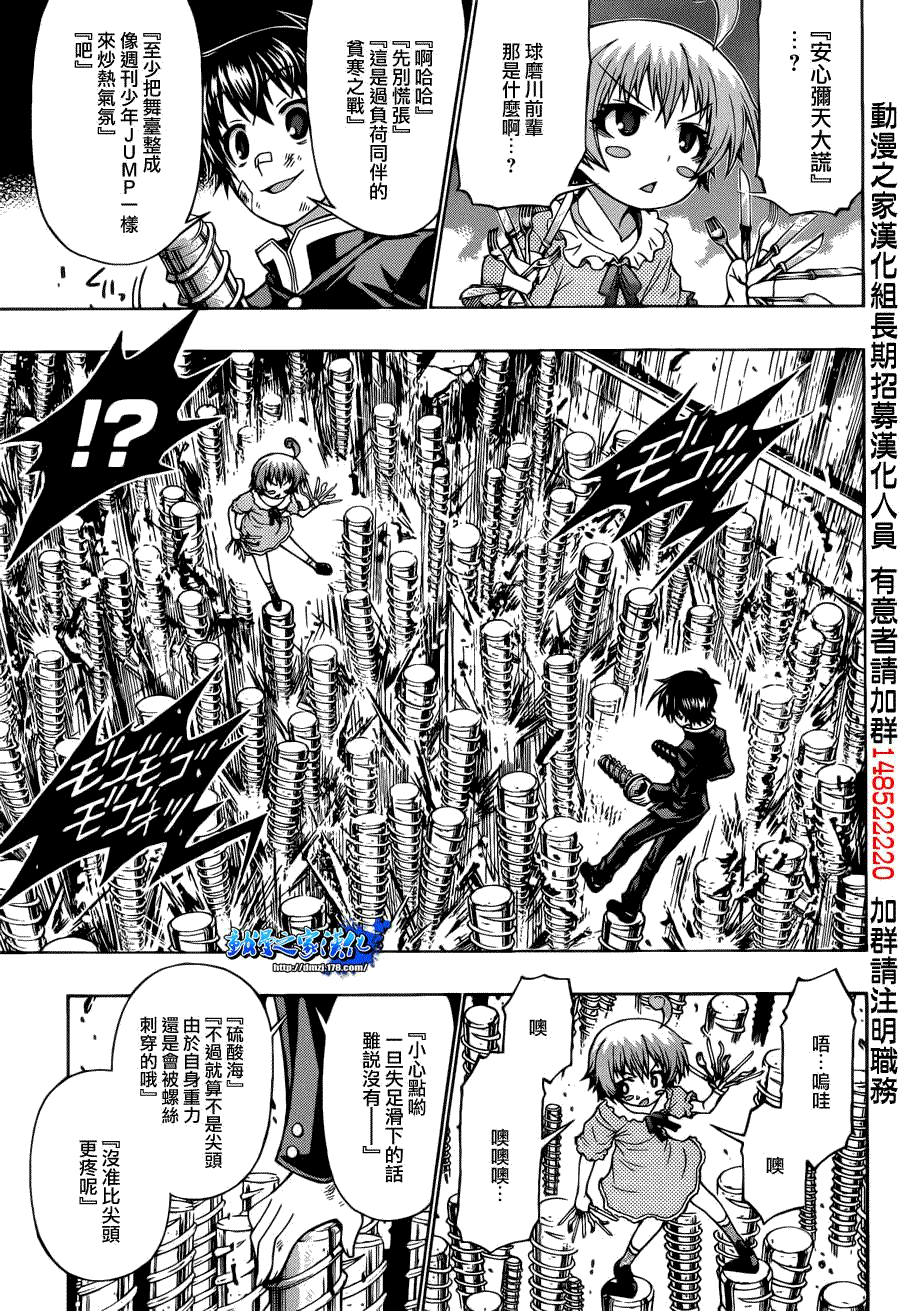 『安心彌天大謊』
…?
球磨川前輩
那是什麼啊…?
『啊哈哈』
『先別慌張』
『這是過負荷同伴的
貧寒之戰』
『至少把舞臺整成
像週刊少年JUMP一樣
來炒熱氣氛』
『吧』
モゴッ
モゴゴッ
!?
モゴモゴ
モゴゴッ
動漫之家漢化
http://dmzj.178.com/
唔…嗚哇
噢
噢
噢噢噢…
『小心點喲
一旦失足滑下的話
雖説沒有——』
『硫酸海』
『不過就算不是尖頭
由於自身重力
還是會被螺絲
刺穿的哦』
『沒准比尖頭
更疼呢』
動漫之家漢化組長期招募漢化人員 有意者請加群148522220 加群請注明職務